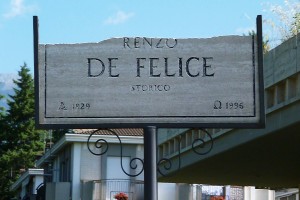 RENZO
DE FELICE
STORICO
Α 1929 Ω 1996